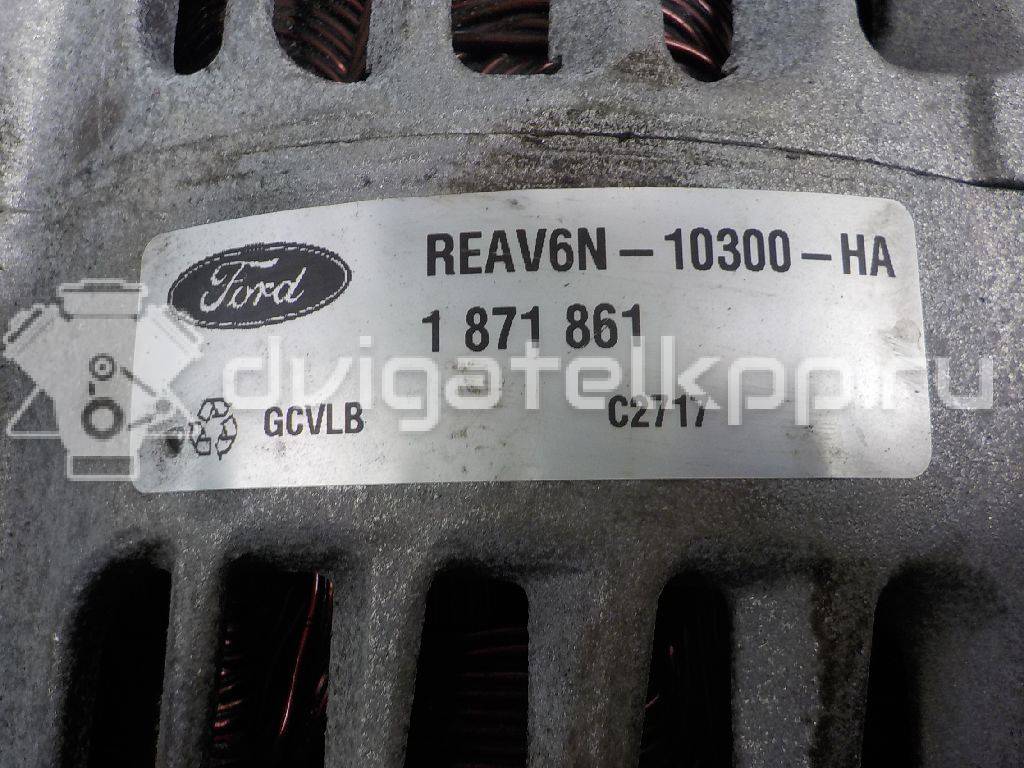 Ford
REAV6N-10300-HA
1 871 861
GCVLB C2717
dvigatelkpp.ru